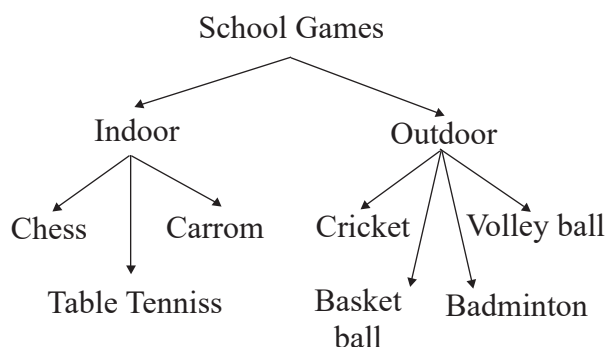 School Games
Indoor
Outdoor
Chess
Carrom
Cricket
Volley ball
Table Tenniss
Basket
ball
Badminton